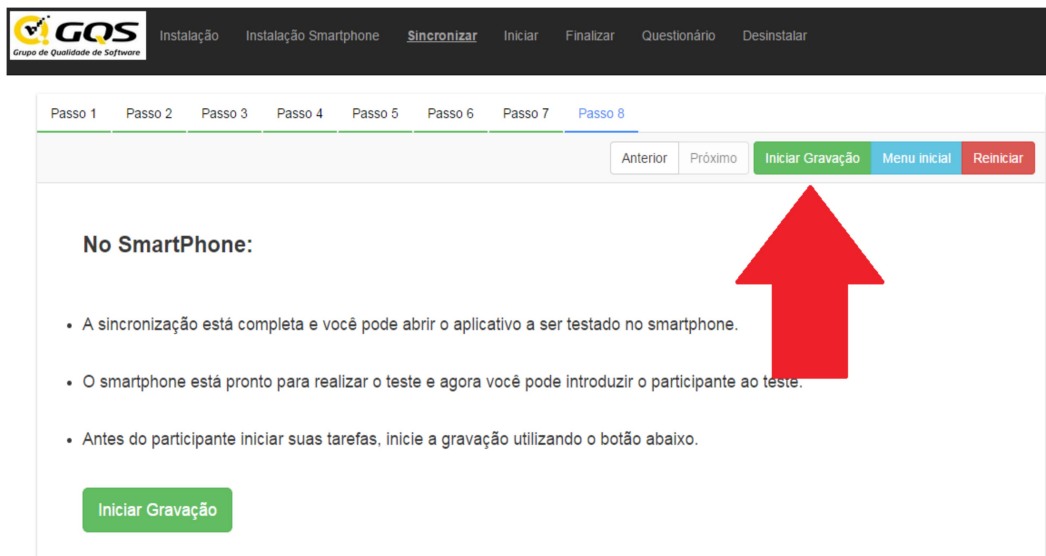 GQS
Grupo de Qualidade de Software
Instalação Instalação Smartphone Sincronizar Iniciar Finalizar Questionário Desinstalar
Passo 1 Passo 2 Passo 3 Passo 4 Passo 5 Passo 6 Passo 7 Passo 8
Anterior Próximo Iniciar Gravação Menu inicial Reiniciar
No SmartPhone:
• A sincronização está completa e você pode abrir o aplicativo a ser testado no smartphone.
• O smartphone está pronto para realizar o teste e agora você pode introduzir o participante ao teste.
• Antes do participante iniciar suas tarefas, inicie a gravação utilizando o botão abaixo.
Iniciar Gravação